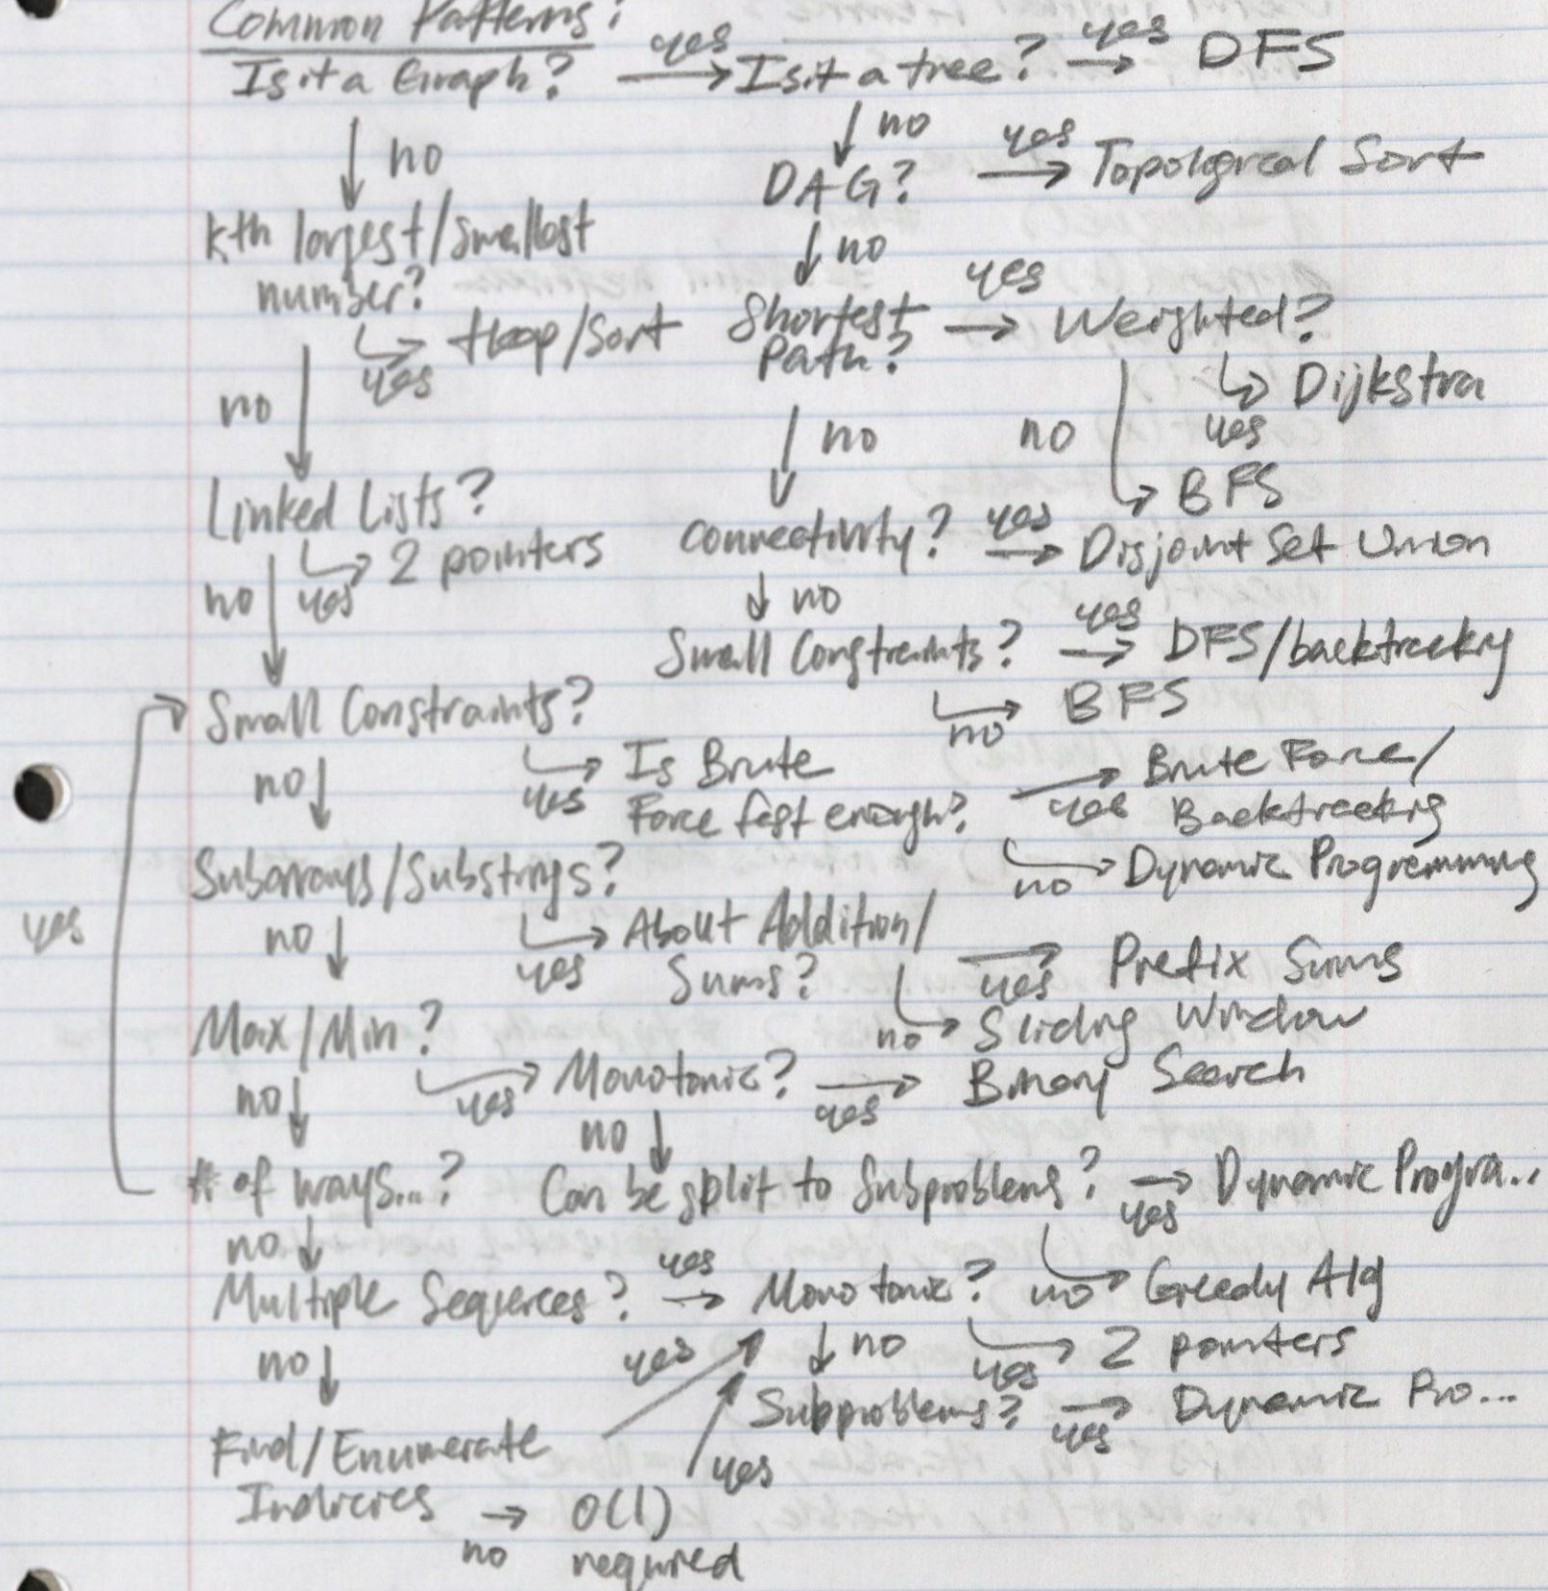 Common Patterns:
Is it a Graph? yes Is it a tree? yes DFS
no no
DAG? yes Topological Sort
kth largest/smallest
number?
no
yes Heap/Sort
Shortest
Path? yes Weighted?
yes Dijkstra
no no no
BFS
Linked Lists?
yes 2 pointers
Connectivity? yes Disjoint Set Union
no no
Small Constraints? yes DFS/backtracking
no BFS
Small Constraints?
no
yes Is Brute
Force fast enough?
yes Brute Force/
Backtracking
no Dynamic Programming
Subarrays/Substrings?
yes
no
yes About Addition/
Sums?
yes Prefix Sums
no Sliding Window
Max/Min?
no
yes Monotonic? yes Binary Search
no
# of ways...? Can be split to Subproblems? yes Dynamic Progra..
no
no Greedy Alg
Multiple Sequences? yes Monotonic?
no yes no yes 2 pointers
Subproblems? yes Dynamic Pro...
Find/Enumerate
Indicies
yes
no O(1)
required